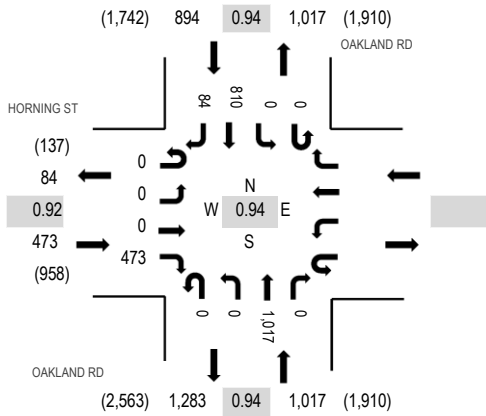 (1,742) 894 0.94 1,017 (1,910)
OAKLAND RD
84 810 0 0
HORNING ST
(137)
84
0.92
473
(958)
0
0
0
473
N
W 0.94 E
S
0 0 1,017 0
OAKLAND RD
(2,563) 1,283 0.94 1,017 (1,910)